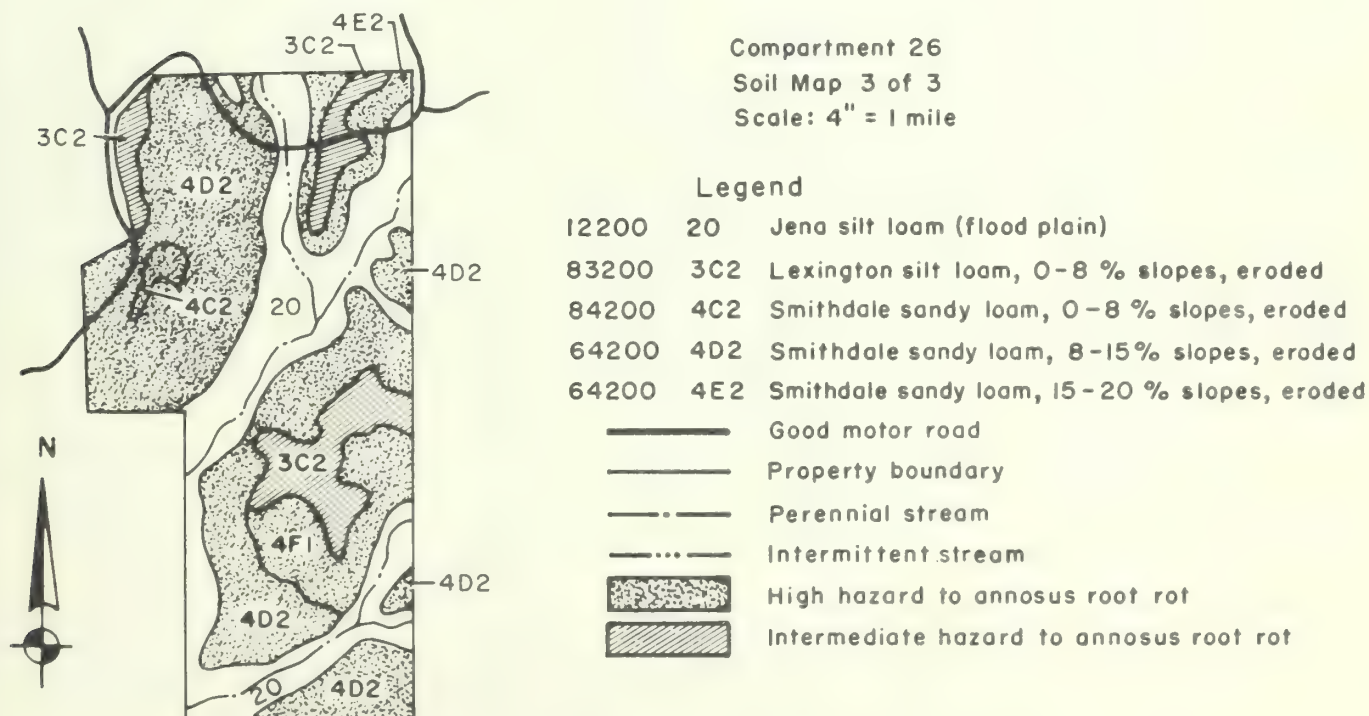 4E2
3C2
3C2
4D2
4D2
4C2
20
3C2
4F1
4D2
4D2
20
4D2
N
Compartment 26
Soil Map 3 of 3
Scale: 4" = 1 mile
Legend
12200 20 Jena silt loam (flood plain)
83200 3C2 Lexington silt loam, 0-8 % slopes, eroded
84200 4C2 Smithdale sandy loam, 0-8 % slopes, eroded
64200 4D2 Smithdale sandy loam, 8-15% slopes, eroded
64200 4E2 Smithdale sandy loam, 15-20 % slopes, eroded
Good motor road
Property boundary
Perennial stream
Intermittent stream
High hazard to annosus root rot
Intermediate hazard to annosus root rot